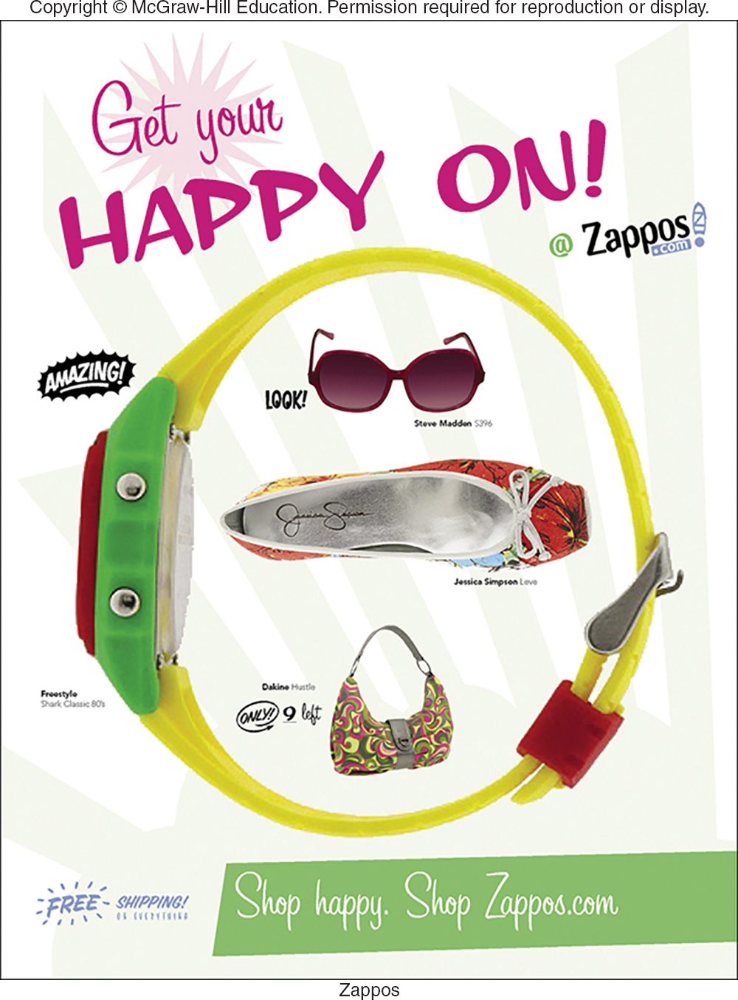 Copyright © McGraw-Hill Education. Permission required for reproduction or display.
Get your
HAPPY ON!
@ Zappos
.com
AMAZING!
LOOK!
Steve Madden S396
Jessica Simpson
Jessica Simpson Leve
Freestyle
Shark Classic 80's
Dakine Hustle
ONLY! 9 left
FREE SHIPPING!
ON EVERYTHING
Shop happy. Shop Zappos.com
Zappos